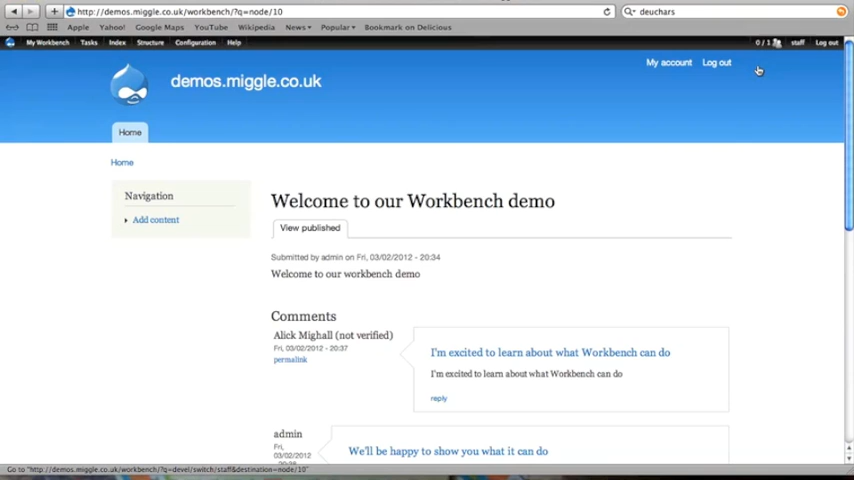 http://demos.miggle.co.uk/workbench/?q=node/10
deuchars
Apple Yahoo! Google Maps YouTube Wikipedia News Popular Bookmark on Delicious
My Workbench Tasks Index Structure Configuration Help 0 / 1 staff Log out
My account Log out
demos.miggle.co.uk
Home
Home
Navigation
Add content
Welcome to our Workbench demo
View published
Submitted by admin on Fri, 03/02/2012 - 20:34
Welcome to our workbench demo
Comments
Alick Mighall (not verified)
Fri, 03/02/2012 - 20:37
permalink
I'm excited to learn about what Workbench can do
I'm excited to learn about what Workbench can do
reply
admin
Fri,
03/02/2012 -
We'll be happy to show you what it can do
Go to "http://demos.miggle.co.uk/workbench/?q=devel/switch/staff&destination=node/10"